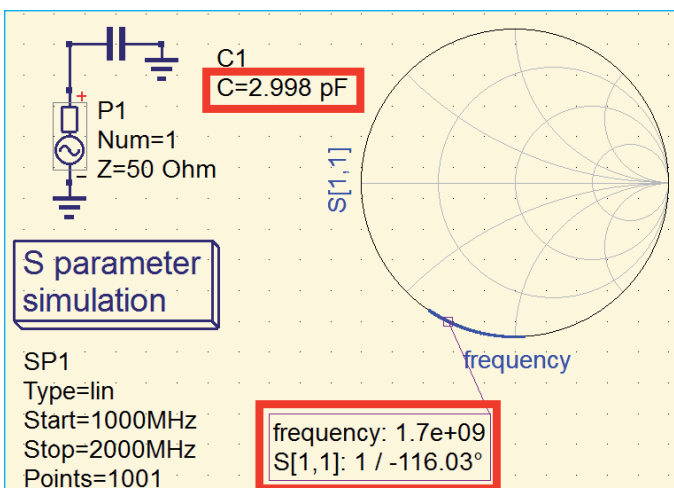 C1
C=2.998 pF
P1
Num=1
Z=50 Ohm
S[1,1]
S parameter
simulation
frequency
SP1
Type=lin
Start=1000MHz
Stop=2000MHz
Points=1001
frequency: 1.7e+09
S[1,1]: 1 / -116.03°